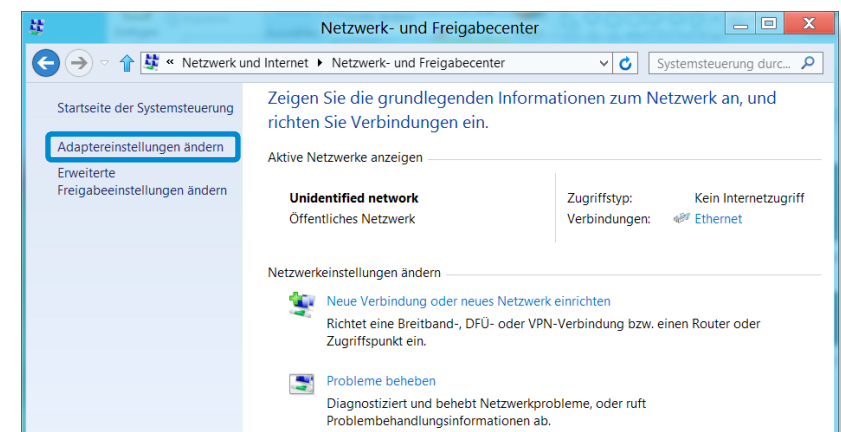 Netzwerk- und Freigabecenter
« Netzwerk und Internet Netzwerk- und Freigabecenter
Systemsteuerung durc...
Startseite der Systemsteuerung
Adaptereinstellungen ändern
Erweiterte
Freigabeeinstellungen ändern
Zeigen Sie die grundlegenden Informationen zum Netzwerk an, und
richten Sie Verbindungen ein.
Aktive Netzwerke anzeigen
Unidentified network
Öffentliches Netzwerk
Zugriffstyp: Kein Internetzugriff
Verbindungen: Ethernet
Netzwerkeinstellungen ändern
Neue Verbindung oder neues Netzwerk einrichten
Richtet eine Breitband-, DFÜ- oder VPN-Verbindung bzw. einen Router oder
Zugriffspunkt ein.
Probleme beheben
Diagnostiziert und behebt Netzwerkprobleme, oder ruft
Problembehandlungsinformationen ab.